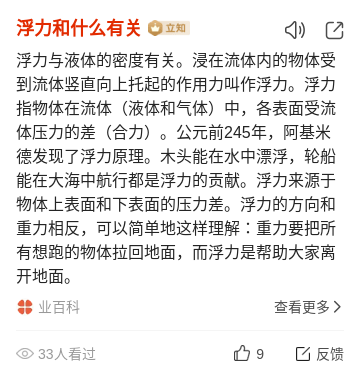 浮力和什么有关 立知
浮力与液体的密度有关。浸在流体内的物体受
到流体竖直向上托起的作用力叫作浮力。浮力
指物体在流体（液体和气体）中，各表面受流
体压力的差（合力）。公元前245年，阿基米
德发现了浮力原理。木头能在水中漂浮，轮船
能在大海中航行都是浮力的贡献。浮力来源于
物体上表面和下表面的压力差。浮力的方向和
重力相反，可以简单地这样理解：重力要把所
有想跑的物体拉回地面，而浮力是帮助大家离
开地面。
业百科 查看更多
33人看过 9 反馈